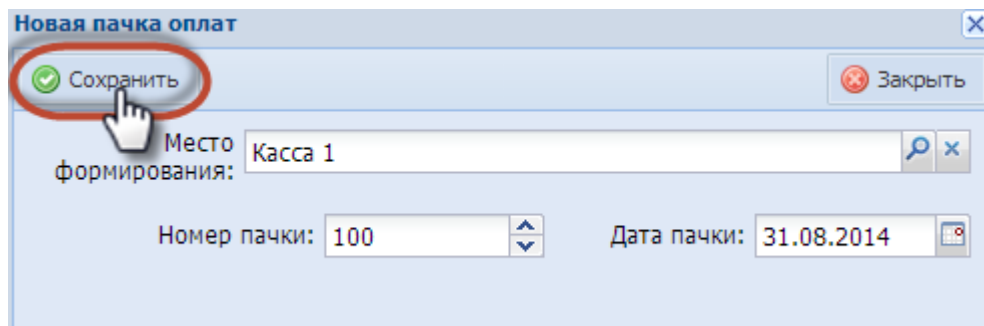 Новая пачка оплат
Сохранить Закрыть
Место
формирования: Касса 1
Номер пачки: 100 Дата пачки: 31.08.2014